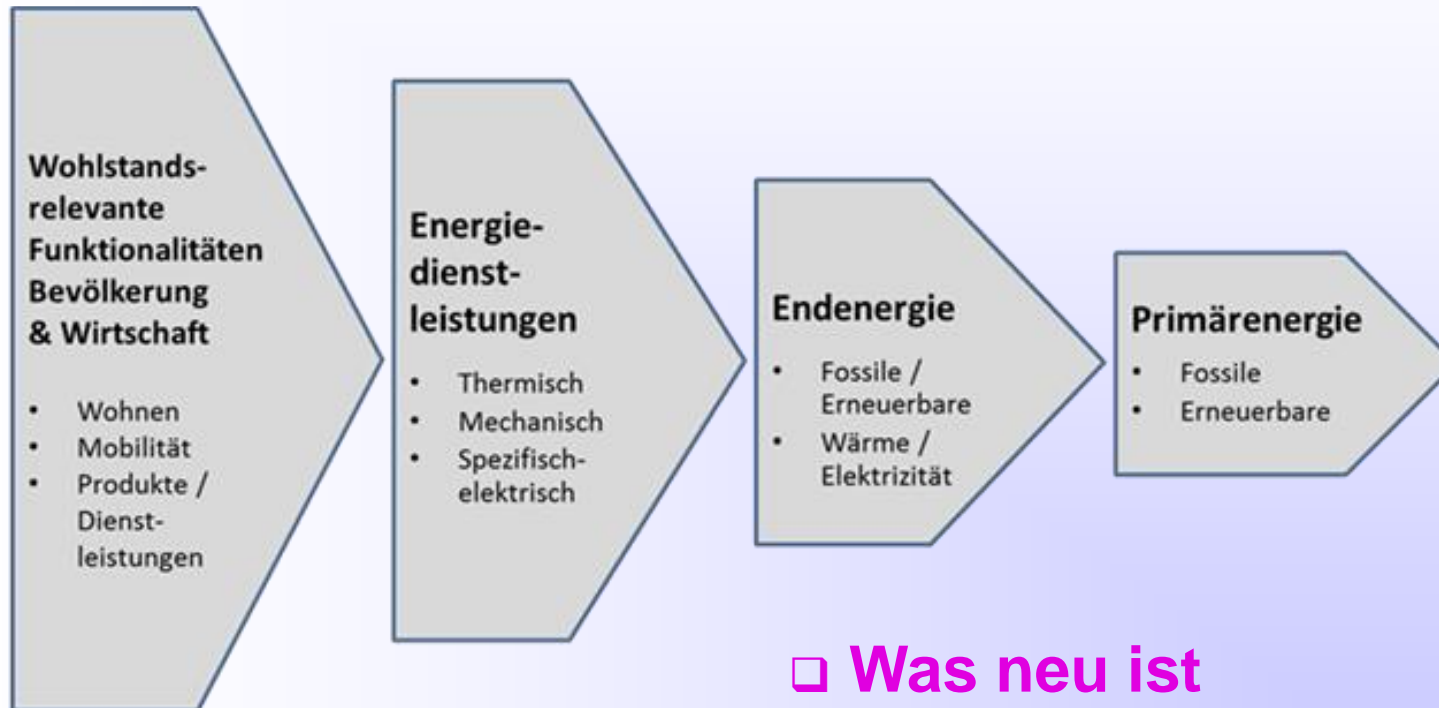 Wohlstands-
relevante
Funktionalitäten
Bevölkerung
& Wirtschaft
• Wohnen
• Mobilität
• Produkte /
Dienst-
leistungen
Energie-
dienst-
leistungen
• Thermisch
• Mechanisch
• Spezifisch-
elektrisch
Endenergie
• Fossile /
Erneuerbare
• Wärme /
Elektrizität
Primärenergie
• Fossile
• Erneuerbare
❑ Was neu ist